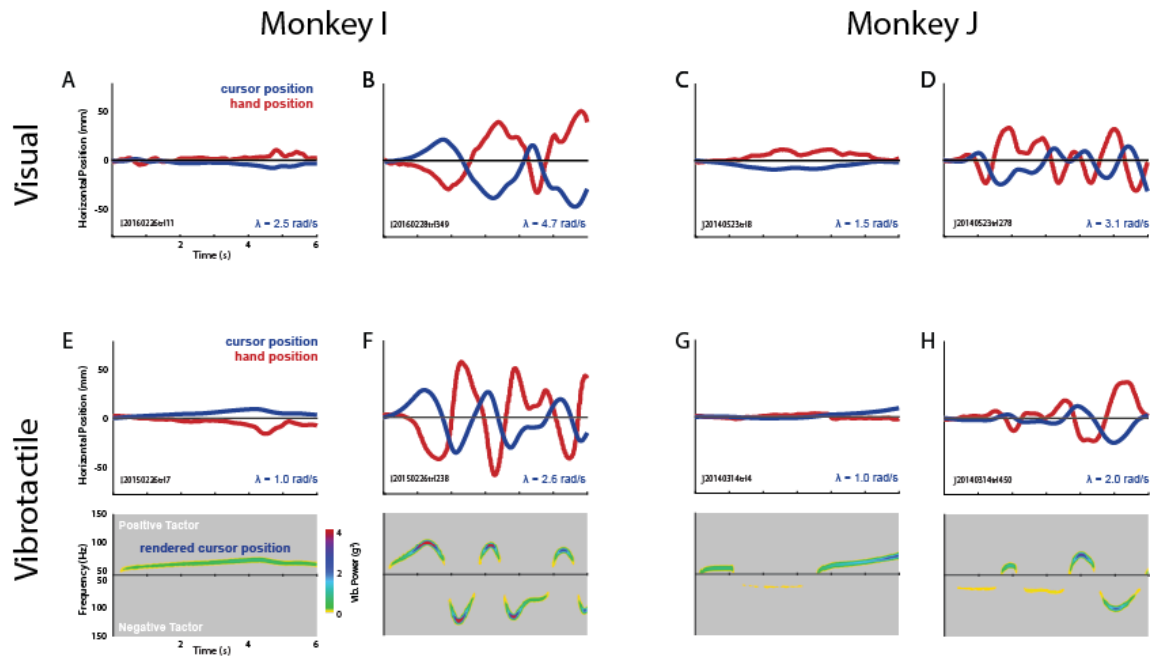 Monkey I
Monkey J
Visual
A
cursor position
hand position
Horizontal Position (mm)
50
0
-50
I20160226trl11
λ = 2.5 rad/s
2
4
6
Time (s)
B
I20160228trl349
λ = 4.7 rad/s
C
J20140523trl8
λ = 1.5 rad/s
D
J20140523trl278
λ = 3.1 rad/s
Vibrotactile
E
cursor position
hand position
Horizontal Position (mm)
50
0
-50
I20150226trl7
λ = 1.0 rad/s
F
I20150226trl238
λ = 2.6 rad/s
G
J20140314trl4
λ = 1.0 rad/s
H
J20140314trl450
λ = 2.0 rad/s
150
100
50
50
100
150
Frequency (Hz)
Positive Tactor
rendered cursor position
Negative Tactor
2
4
6
Time (s)
4
2
0
Vib. Power (g²)